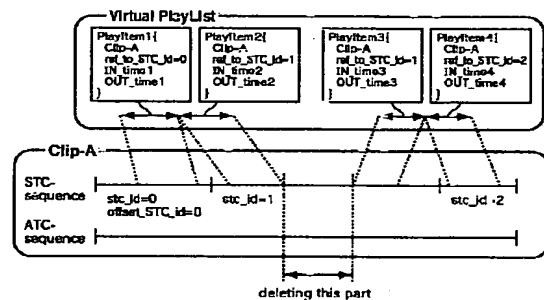 Virtual PlayList
PlayItem1{
Clip-A
ref_to_STC_id=0
IN_time1
OUT_time1
}
PlayItem2{
Clip-A
ref_to_STC_id=1
IN_time2
OUT_time2
}
PlayItem3{
Clip-A
ref_to_STC_id=1
IN_time3
OUT_time3
}
PlayItem4{
Clip-A
ref_to_STC_id=2
IN_time4
OUT_time4
}
Clip-A
STC-
sequence
stc_id=0
offset_STC_id=0
stc_id=1
stc_id=2
ATC-
sequence
deleting this part